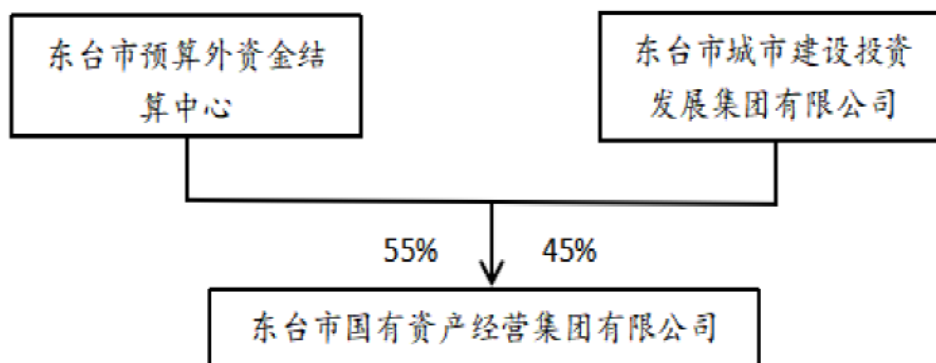 东台市预算外资金结
算中心
东台市城市建设投资
发展集团有限公司
55%
45%
东台市国有资产经营集团有限公司